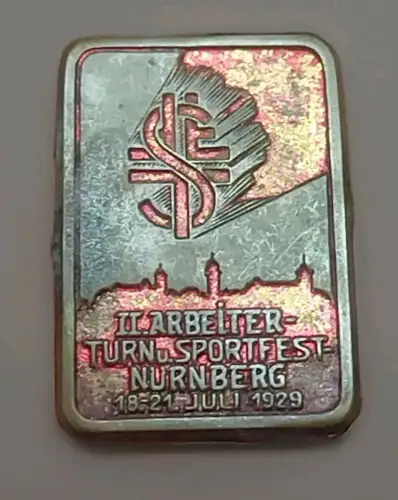 II. ARBEITER-
TURN u. SPORTFEST-
NÜRNBERG
18.-21. JULI 1929